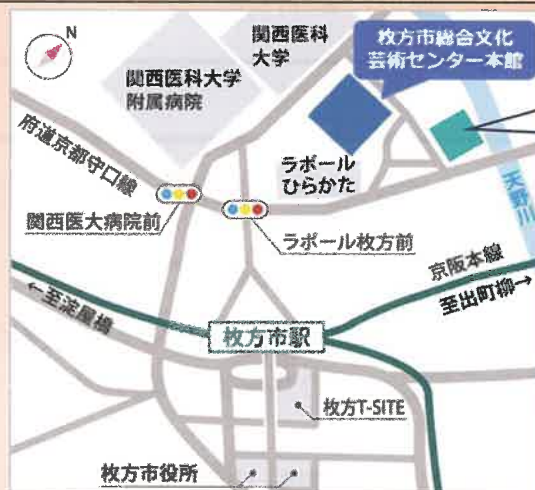 N
関西医科
大学
枚方市総合文化
芸術センター本館
関西医科大学
附属病院
府道京都守口線
ラポール
ひらかた
天野川
関西医大病院前
ラポール枚方前
京阪本線
至出町柳→
←至淀屋橋
枚方市駅
枚方T-SITE
枚方市役所